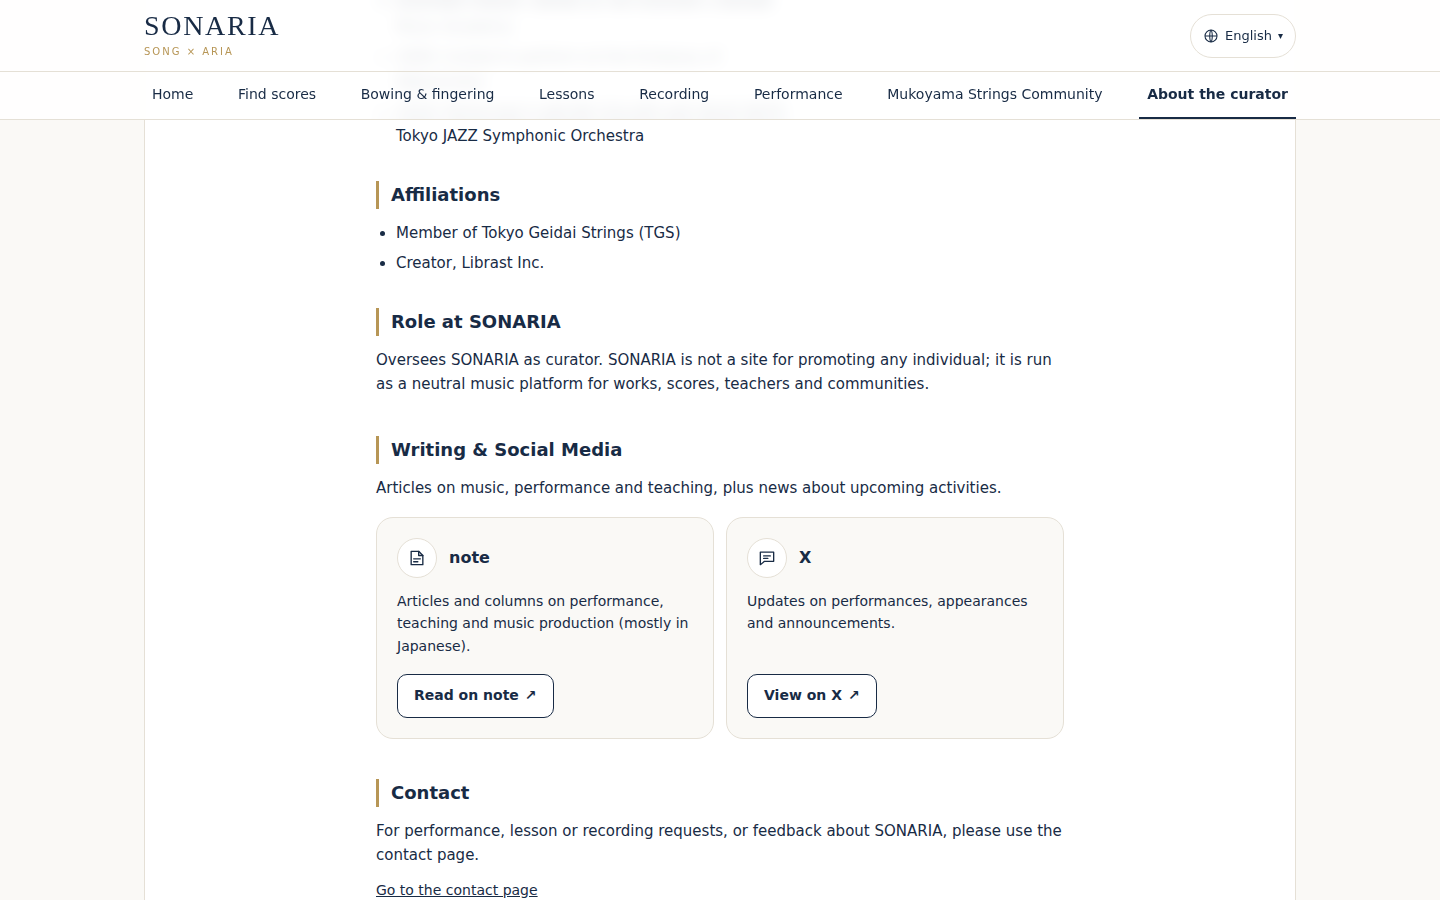 SONARIA
SONG × ARIA
English ▾
Home
Find scores
Bowing & fingering
Lessons
Recording
Performance
Mukoyama Strings Community
About the curator
Tokyo JAZZ Symphonic Orchestra
Affiliations
• Member of Tokyo Geidai Strings (TGS)
• Creator, Librast Inc.
Role at SONARIA
Oversees SONARIA as curator. SONARIA is not a site for promoting any individual; it is run
as a neutral music platform for works, scores, teachers and communities.
Writing & Social Media
Articles on music, performance and teaching, plus news about upcoming activities.
note
Articles and columns on performance,
teaching and music production (mostly in
Japanese).
Read on note ↗
X
Updates on performances, appearances
and announcements.
View on X ↗
Contact
For performance, lesson or recording requests, or feedback about SONARIA, please use the
contact page.
Go to the contact page